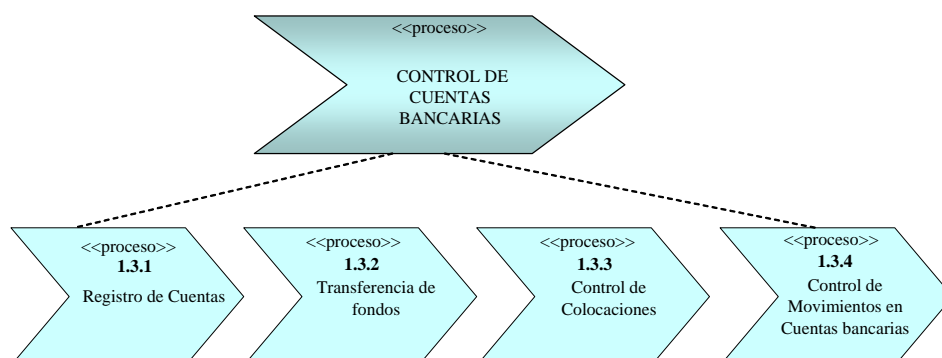 <<proceso>>
CONTROL DE
CUENTAS
BANCARIAS
<<proceso>>
1.3.1
Registro de Cuentas
<<proceso>>
1.3.2
Transferencia de
fondos
<<proceso>>
1.3.3
Control de
Colocaciones
<<proceso>>
1.3.4
Control de
Movimientos en
Cuentas bancarias